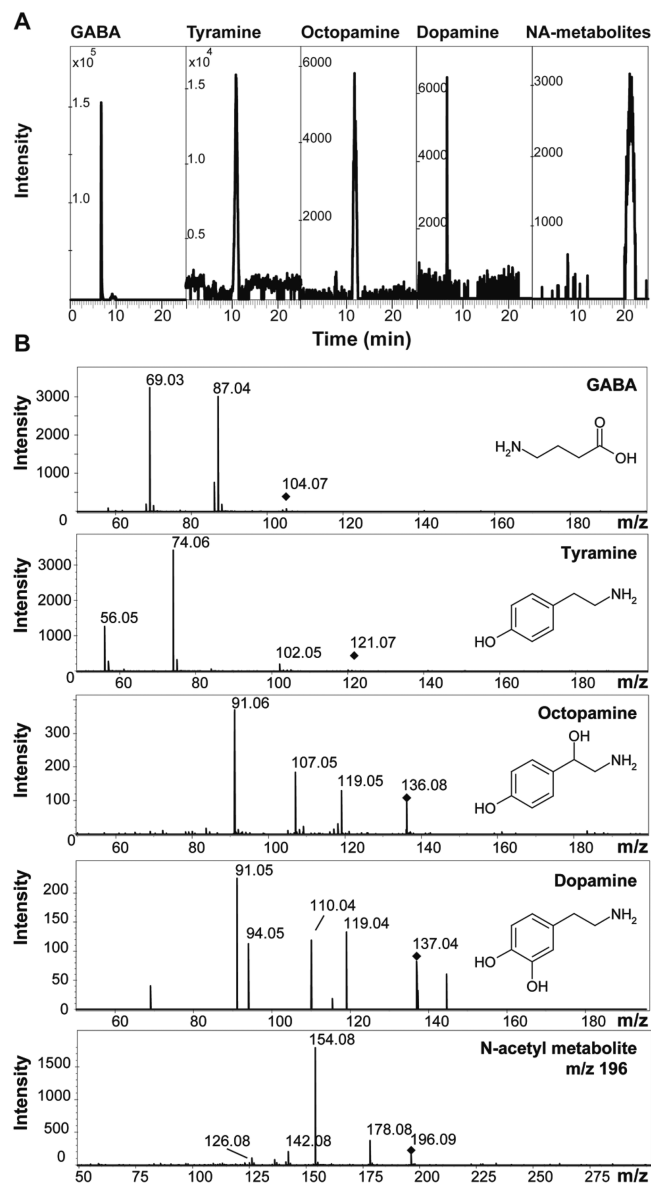 A
GABA Tyramine Octopamine Dopamine NA-metabolites
x10⁵ x10⁴ 6000 6000 3000
1.5 1.5
4000 4000 2000
1.0 1.0
2000 2000 1000
0.5
Intensity
0 10 20 10 20 10 20 10 20 10 20
Time (min)
B
GABA
69.03 87.04 104.07
3000
2000
1000
0
Intensity
H₂N O OH
60 80 100 120 140 160 180 m/z
Tyramine
74.06
56.05 102.05 121.07
3000
2000
1000
Intensity
HO NH₂
0 60 80 100 120 140 160 180 m/z
Octopamine
91.06
107.05 119.05 136.08
300
200
100
Intensity
OH NH₂ HO
0 60 80 100 120 140 160 180 m/z
Dopamine
91.05
94.05 110.04 119.04 137.04
200
150
100
50
0
Intensity
NH₂ HO OH
60 80 100 120 140 160 180 m/z
N-acetyl metabolite
m/z 196
154.08
126.08 142.08 178.08 196.09
1500
1000
500
0
Intensity
50 75 100 125 150 175 200 225 250 275 m/z